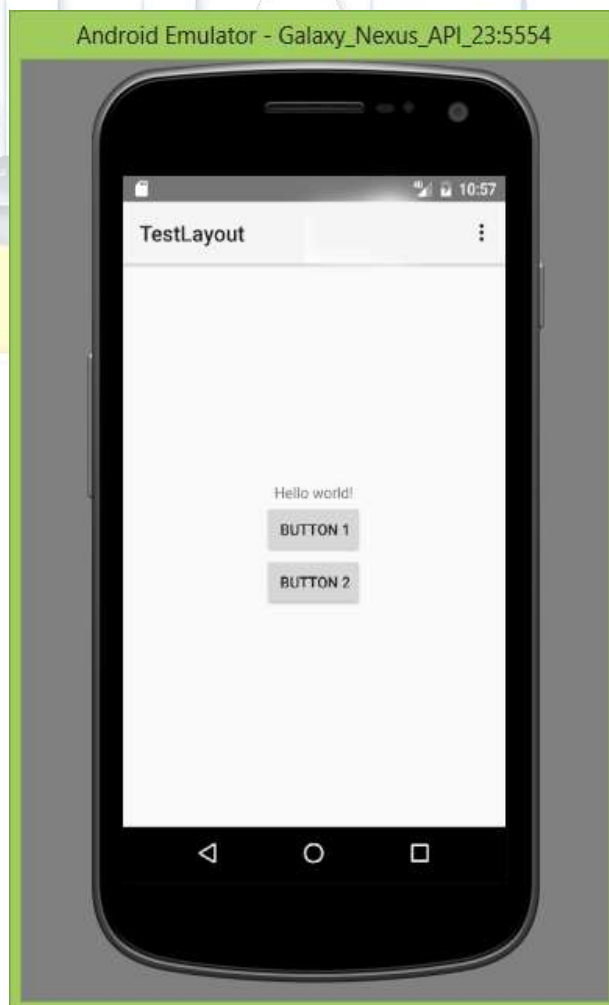 Android Emulator - Galaxy_Nexus_API_23:5554
10:57
TestLayout
Hello world!
BUTTON 1
BUTTON 2